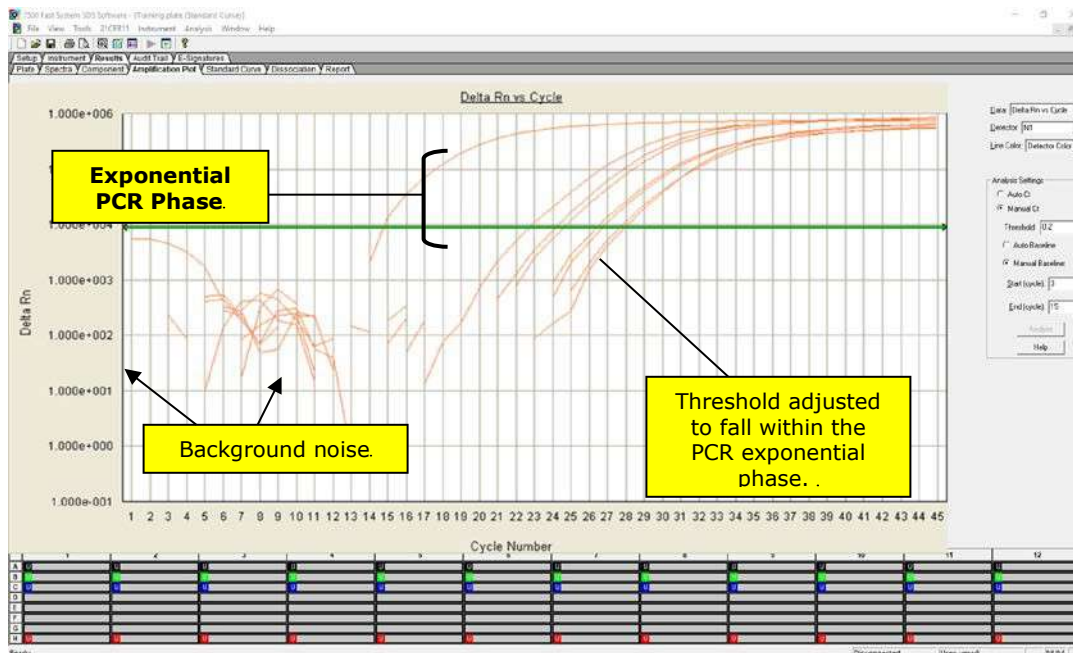 7500 Fast System SDS Software - [Training plate (Standard Curve)]
File View Tools 21CFR11 Instrument Analysis Window Help
Setup Instrument Results Audit Trail E-Signatures
Plate Spectra Component Amplification Plot Standard Curve Dissociation Report
Delta Rn vs Cycle
1.000e+006
1.000e+004
1.000e+003
1.000e+002
1.000e+001
1.000e+000
1.000e-001
Delta Rn
Exponential
PCR Phase.
Background noise.
Threshold adjusted
to fall within the
PCR exponential
phase. .
1 2 3 4 5 6 7 8 9 10 11 12 13 14 15 16 17 18 19 20 21 22 23 24 25 26 27 28 29 30 31 32 33 34 35 36 37 38 39 40 41 42 43 44 45
Cycle Number
Data: Delta Rn vs Cycle
Detector: N1
Line Color: Detector Color
Analysis Settings
Auto Ct
Manual Ct
Threshold: 0.2
Auto Baseline
Manual Baseline:
Start (cycle): 3
End (cycle): 15
Analyze
Help
1 2 3 4 5 6 7 8 9 10 11 12
A U U U U U U U U U U U U
B
C U U U U U U U U U U U U
D
E
F
G
H U U U U U U U U U U U U
Disconnected